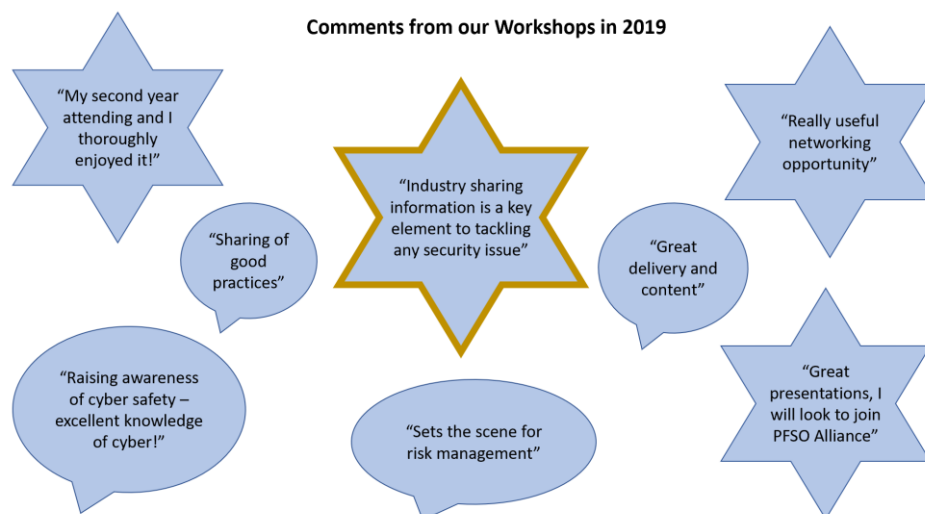 Comments from our Workshops in 2019
“My second year
attending and I
thoroughly
enjoyed it!”
“Industry sharing
information is a key
element to tackling
any security issue”
“Really useful
networking
opportunity”
“Sharing of
good
practices”
“Great
delivery and
content”
“Raising awareness
of cyber safety –
excellent knowledge
of cyber!”
“Sets the scene for
risk management”
“Great
presentations, I
will look to join
PFSO Alliance”